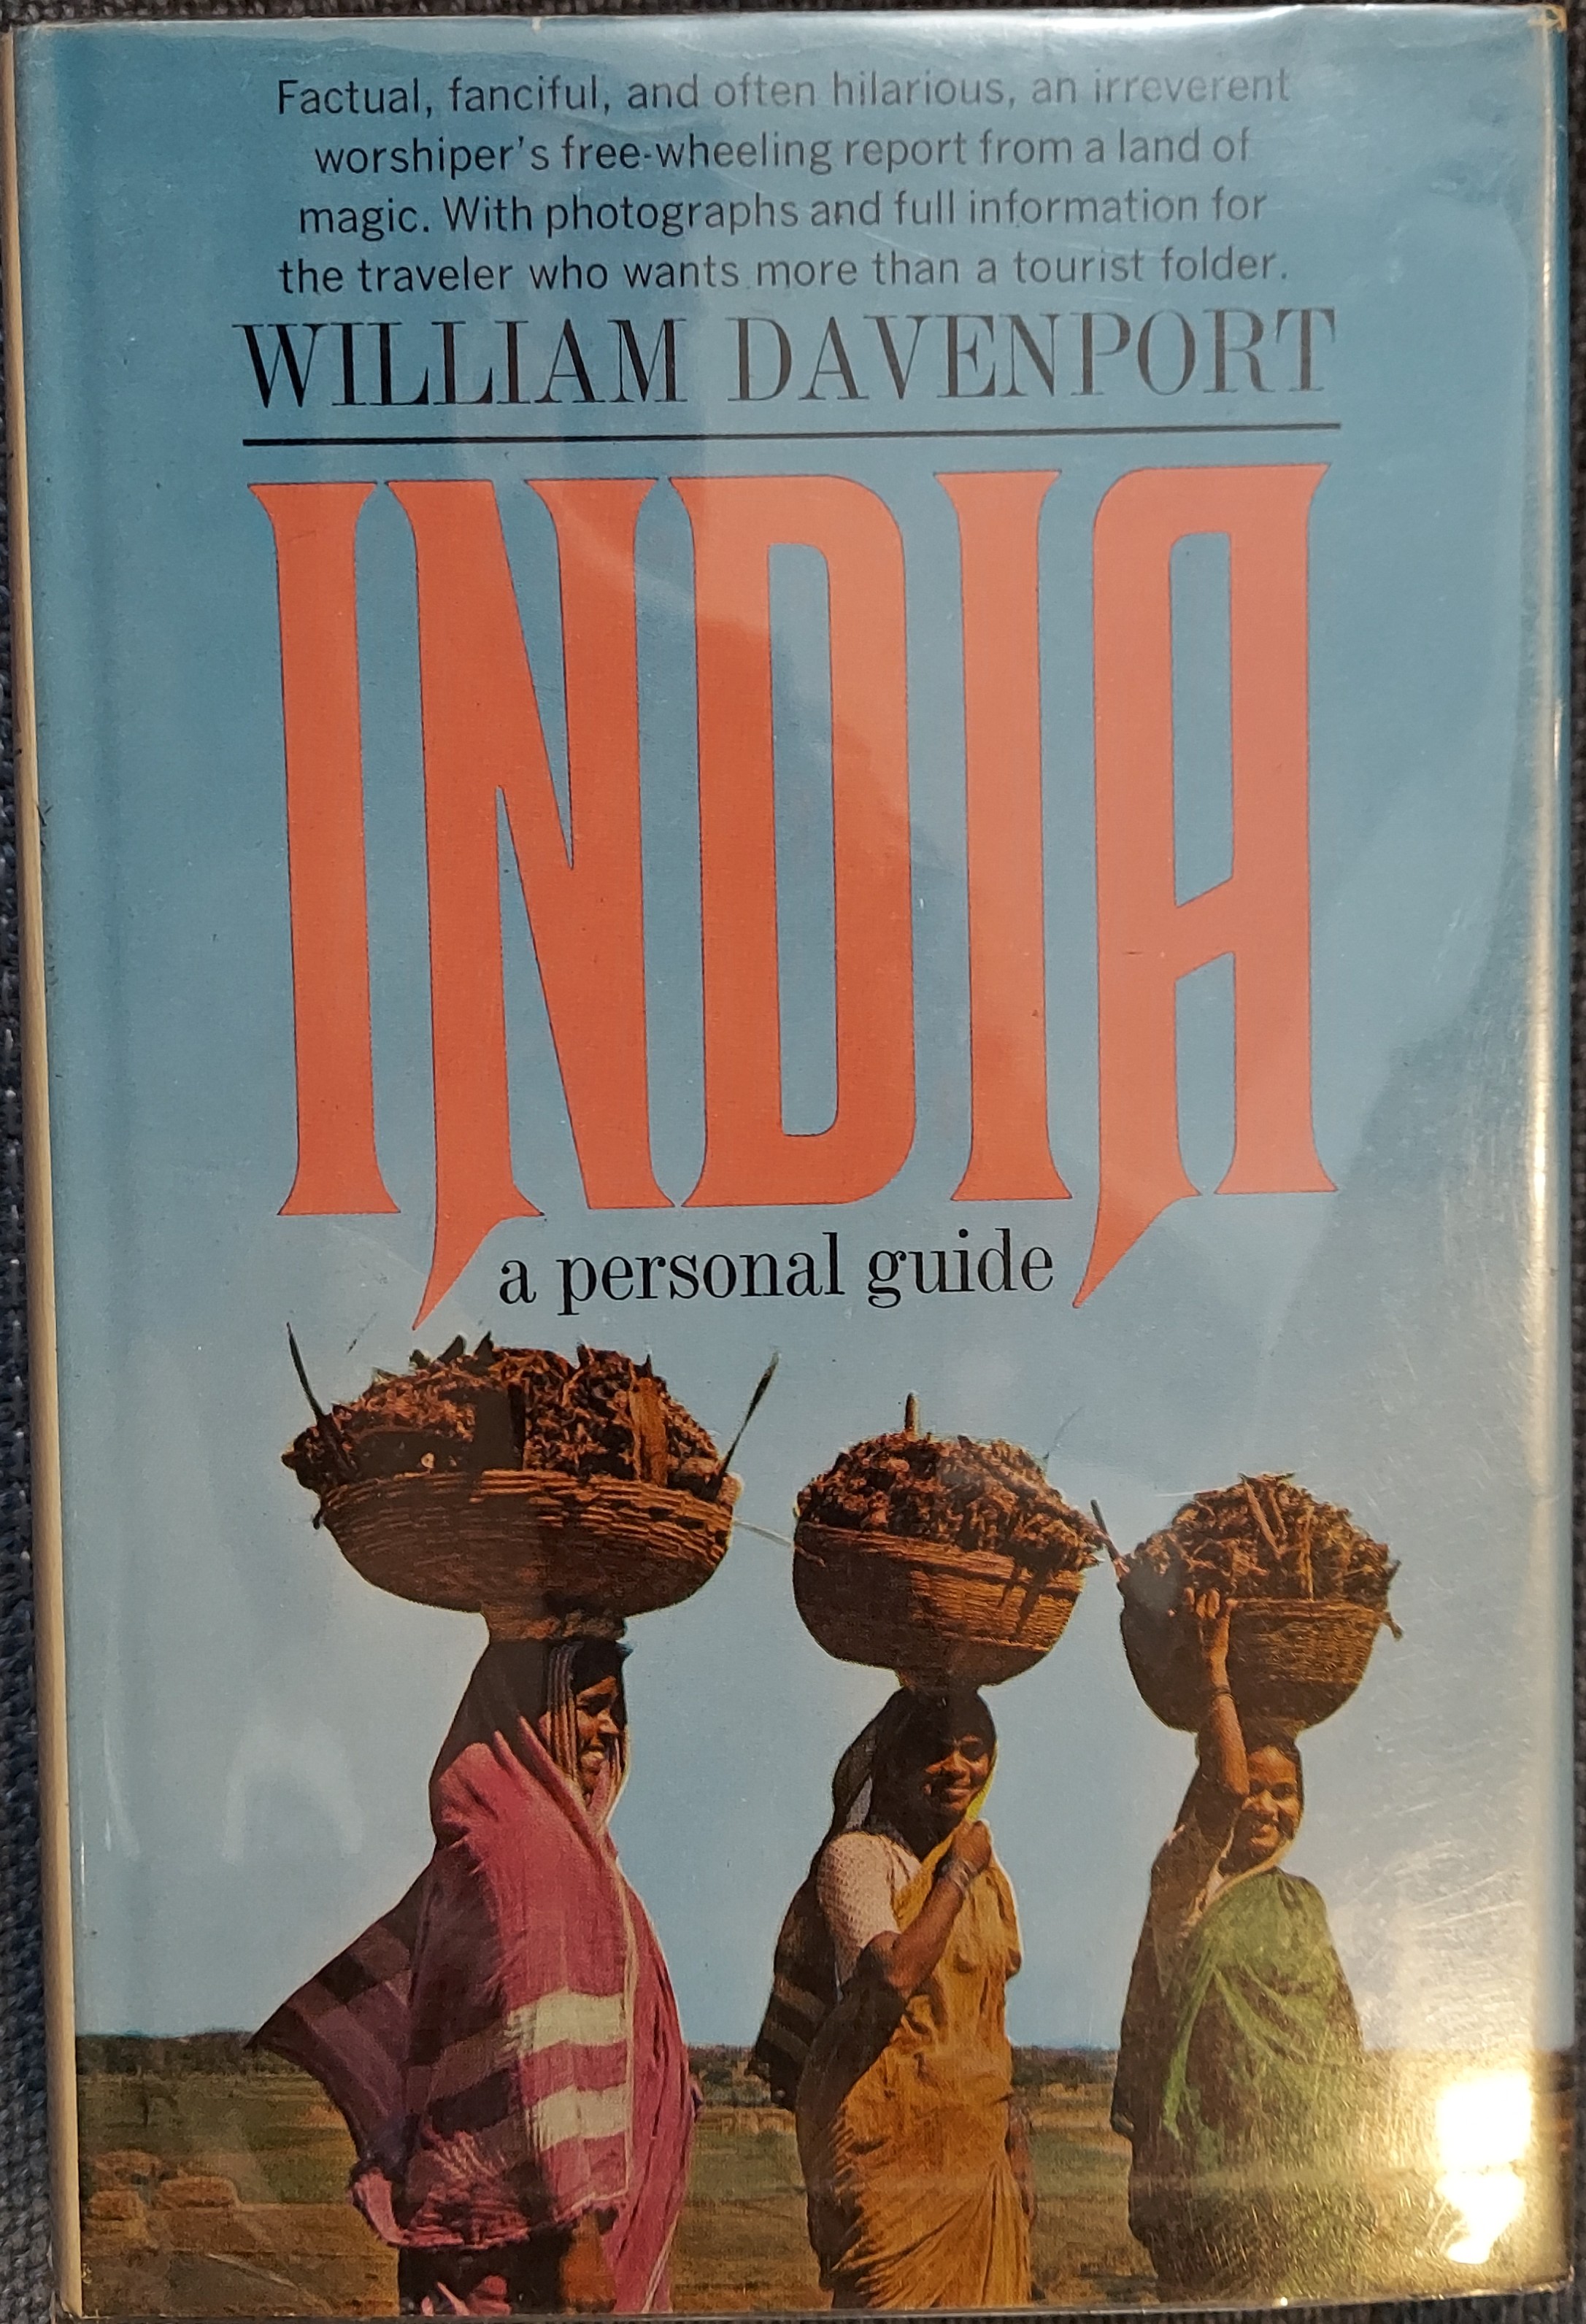 Factual, fanciful, and often hilarious, an irreverent
worshiper's free-wheeling report from a land of
magic. With photographs and full information for
the traveler who wants more than a tourist folder.
WILLIAM DAVENPORT
INDIA
a personal guide